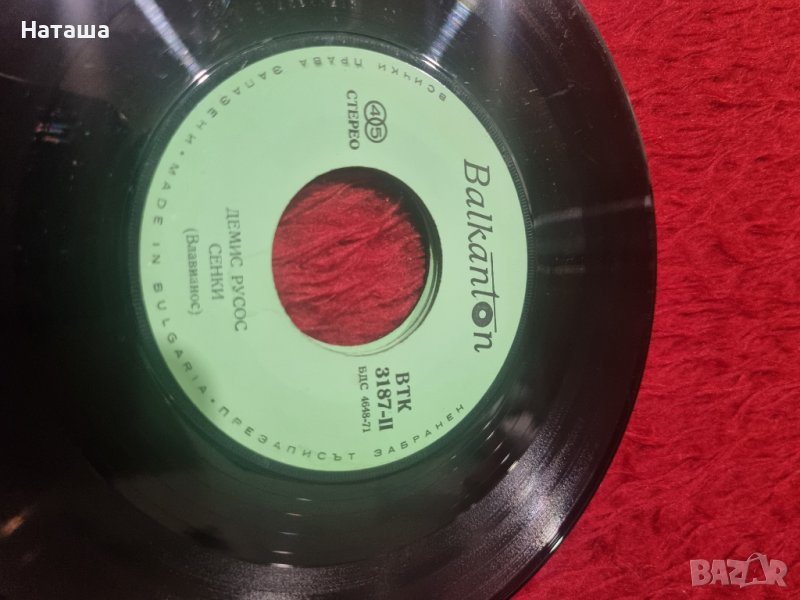 Наташа
Balkanton
45
СТЕРЕО
ВТК
3187-II
БДС 4648-71
ДЕМИС РУСОС
СЕНКИ
(Влавианос)
ВСИЧКИ ПРАВА ЗАПАЗЕНИ • MADE IN BULGARIA • ПРЕЗАПИСЪТ ЗАБРАНЕН
BAZAR